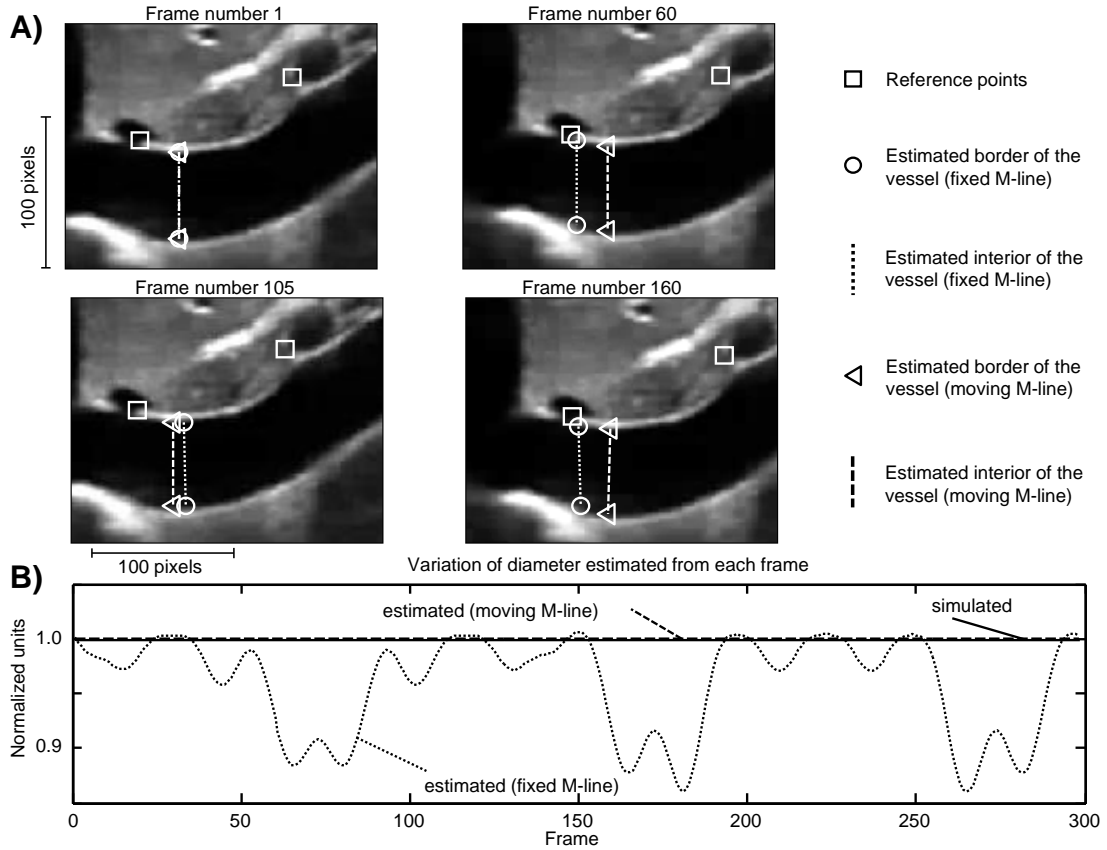 A)
Frame number 1
Frame number 60
100 pixels
Frame number 105
Frame number 160
100 pixels
Reference points
Estimated border of the
vessel (fixed M-line)
Estimated interior of the
vessel (fixed M-line)
Estimated border of the
vessel (moving M-line)
Estimated interior of the
vessel (moving M-line)
B)
Variation of diameter estimated from each frame
Normalized units
1.0
0.9
estimated (moving M-line)
simulated
estimated (fixed M-line)
0
50
100
150
200
250
300
Frame